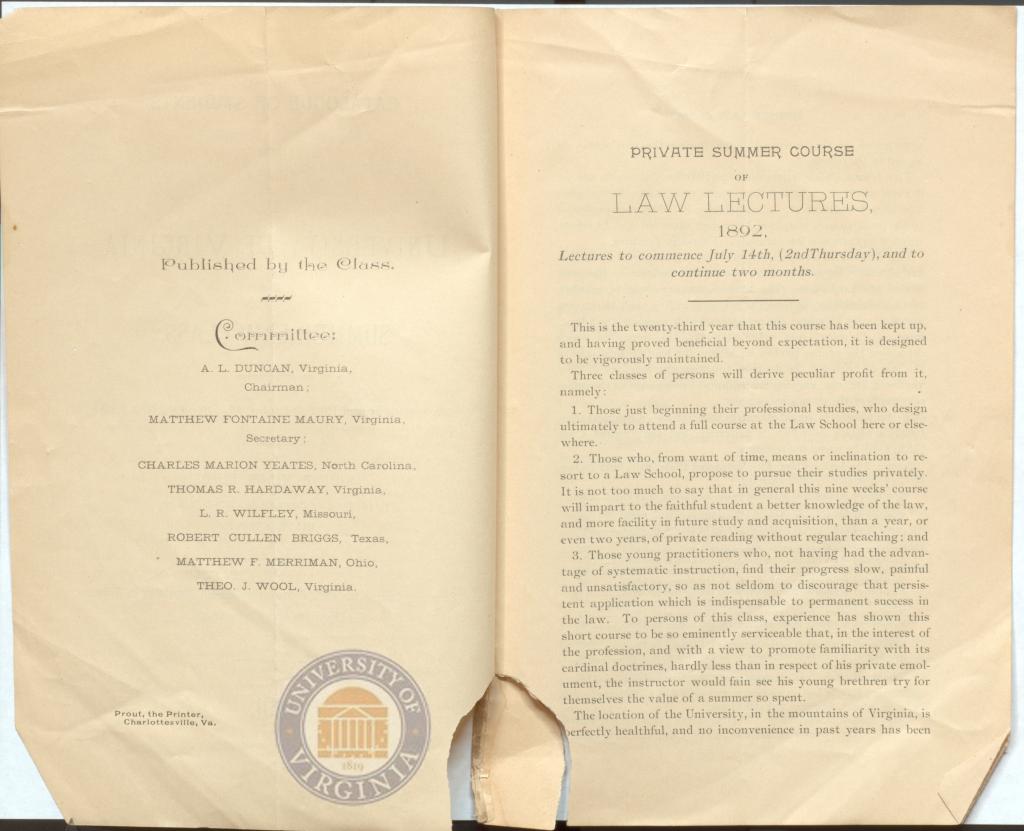 Published by the Class.
Committee:
A. L. DUNCAN, Virginia,
Chairman;
MATTHEW FONTAINE MAURY, Virginia,
Secretary;
CHARLES MARION YEATES, North Carolina,
THOMAS R. HARDAWAY, Virginia,
L. R. WILFLEY, Missouri,
ROBERT CULLEN BRIGGS, Texas,
MATTHEW F. MERRIMAN, Ohio,
THEO. J. WOOL, Virginia.
Prout, the Printer,
Charlottesville, Va.
UNIVERSITY OF
VIRGINIA
1819
PRIVATE SUMMER COURSE
OF
LAW LECTURES,
1892,
Lectures to commence July 14th, (2ndThursday), and to
continue two months.
This is the twenty-third year that this course has been kept up,
and having proved beneficial beyond expectation, it is designed
to be vigorously maintained.
Three classes of persons will derive peculiar profit from it,
namely:
1. Those just beginning their professional studies, who design
ultimately to attend a full course at the Law School here or else-
where.
2. Those who, from want of time, means or inclination to re-
sort to a Law School, propose to pursue their studies privately.
It is not too much to say that in general this nine weeks' course
will impart to the faithful student a better knowledge of the law,
and more facility in future study and acquisition, than a year, or
even two years, of private reading without regular teaching; and
3. Those young practitioners who, not having had the advan-
tage of systematic instruction, find their progress slow, painful
and unsatisfactory, so as not seldom to discourage that persis-
tent application which is indispensable to permanent success in
the law. To persons of this class, experience has shown this
short course to be so eminently serviceable that, in the interest of
the profession, and with a view to promote familiarity with its
cardinal doctrines, hardly less than in respect of his private emol-
ument, the instructor would fain see his young brethren try for
themselves the value of a summer so spent.
The location of the University, in the mountains of Virginia, is
perfectly healthful, and no inconvenience in past years has been